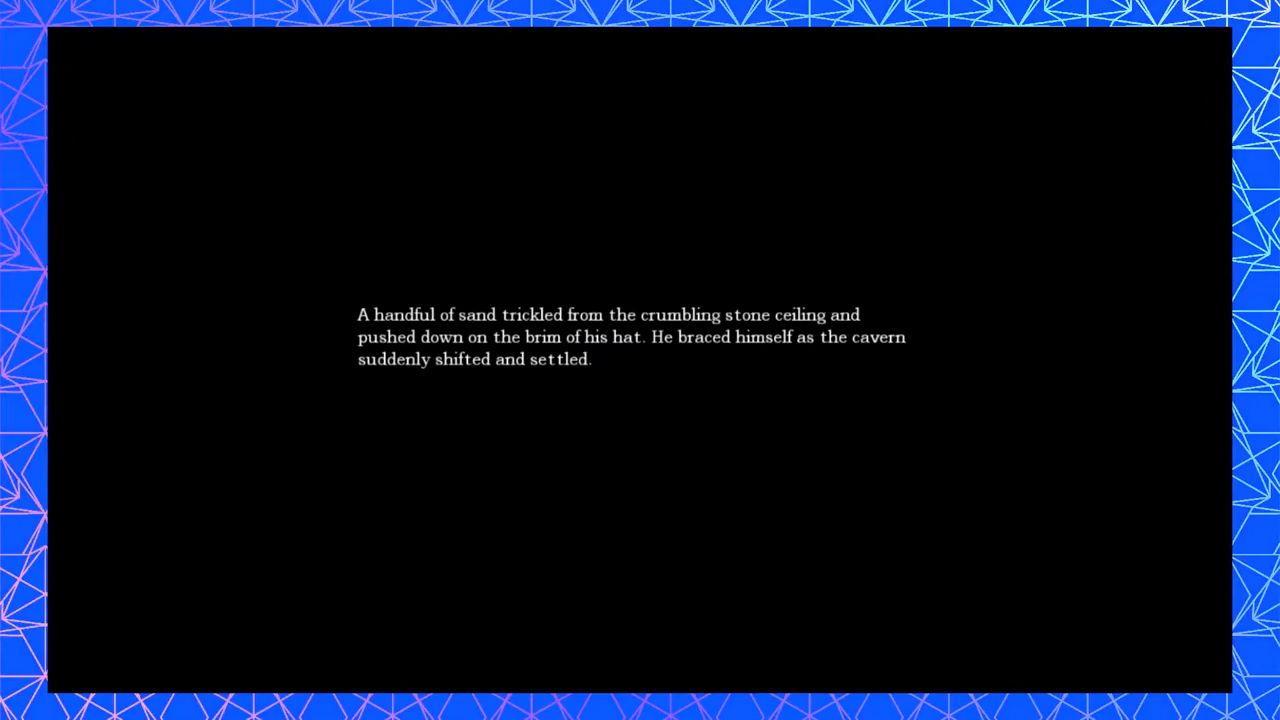 A handful of sand trickled from the crumbling stone ceiling and
pushed down on the brim of his hat. He braced himself as the cavern
suddenly shifted and settled.